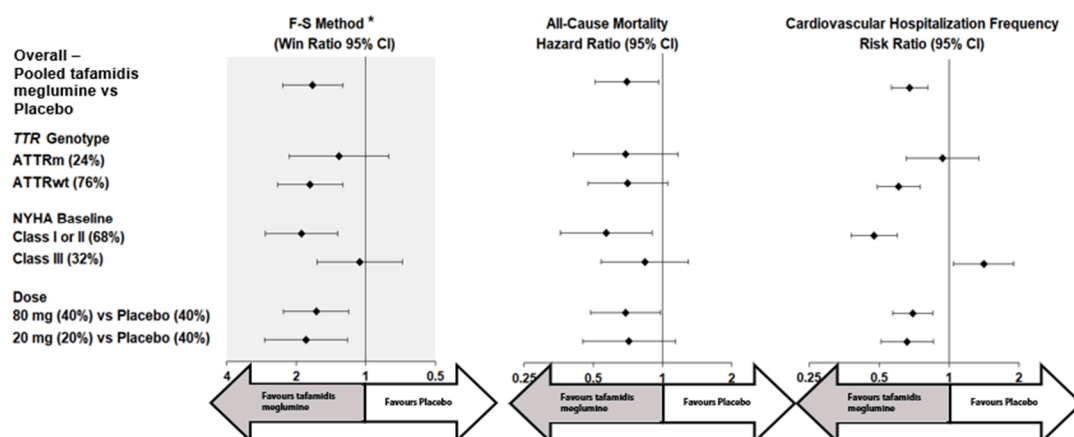 F-S Method *
(Win Ratio 95% CI)
All-Cause Mortality
Hazard Ratio (95% CI)
Cardiovascular Hospitalization Frequency
Risk Ratio (95% CI)
Overall –
Pooled tafamidis
meglumine vs
Placebo
TTR Genotype
ATTRm (24%)
ATTRwt (76%)
NYHA Baseline
Class I or II (68%)
Class III (32%)
Dose
80 mg (40%) vs Placebo (40%)
20 mg (20%) vs Placebo (40%)
4 2 1 0.5
0.25 0.5 1 2
0.25 0.5 1 2
Favours tafamidis
meglumine
Favours Placebo
Favours tafamidis
meglumine
Favours Placebo
Favours tafamidis
meglumine
Favours Placebo